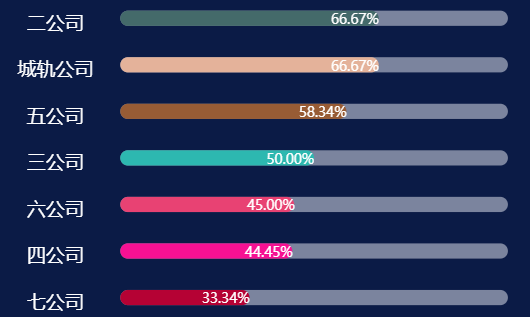 二公司 66.67%
城轨公司 66.67%
五公司 58.34%
三公司 50.00%
六公司 45.00%
四公司 44.45%
七公司 33.34%